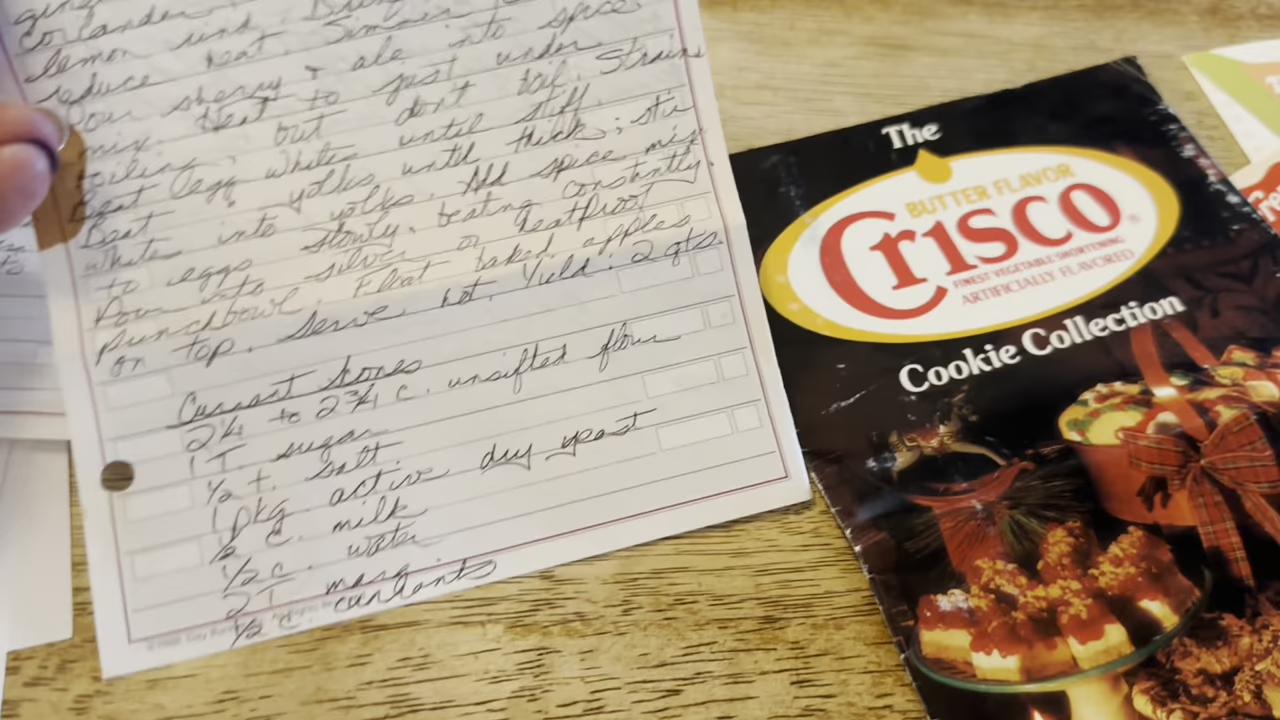 Coriander
lemon rind
reduce heat. Simmer
Pour sherry & ale into spice
mix. Heat to just under
boiling, but don't boil. Strain
Beat egg whites until stiff.
Beat yolks until thick; stir
whites into yolks. Add spice mix
to eggs slowly, beating constantly.
Pour into silver or heatproof
punchbowl. Float baked apples
on top. Serve hot. Yield: 2 qts.
Currant Scones
2¼ to 2¾ c. unsifted flour
1 T. sugar
½ t. salt
1 pkg. active dry yeast
½ c. milk
½ c. water
2 T marg.
½ c. currants
The
BUTTER FLAVOR
Crisco
FINEST VEGETABLE SHORTENING
ARTIFICIALLY FLAVORED
Cookie Collection